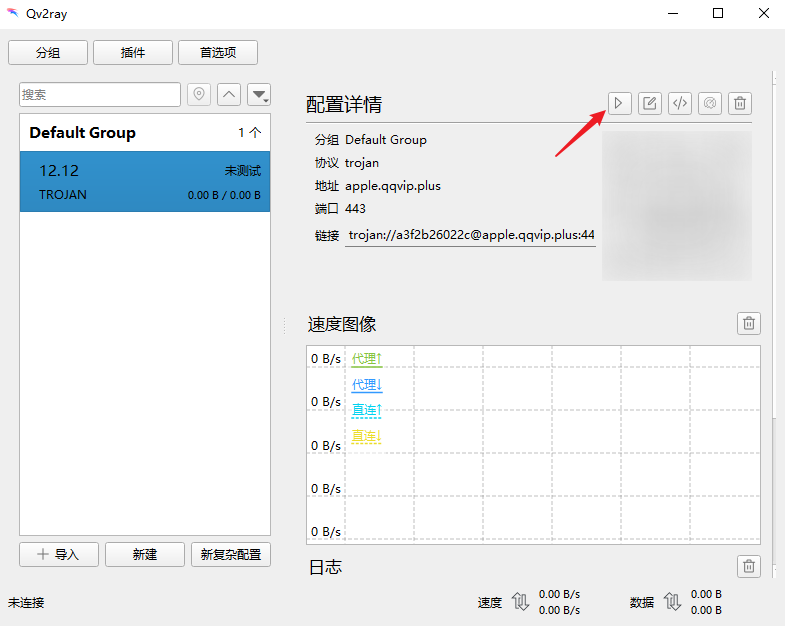 Qv2ray
分组 插件 首选项
搜索
Default Group 1 个
12.12 未测试
TROJAN 0.00 B / 0.00 B
导入 新建 新复杂配置
配置详情
分组 Default Group
协议 trojan
地址 apple.qqvip.plus
端口 443
链接 trojan://a3f2b26022c@apple.qqvip.plus:44
速度图像
0 B/s 代理↑
代理↓
0 B/s 直连↑
直连↓
0 B/s
0 B/s
0 B/s
日志
未连接 速度 0.00 B/s 数据 0.00 B
0.00 B/s 0.00 B